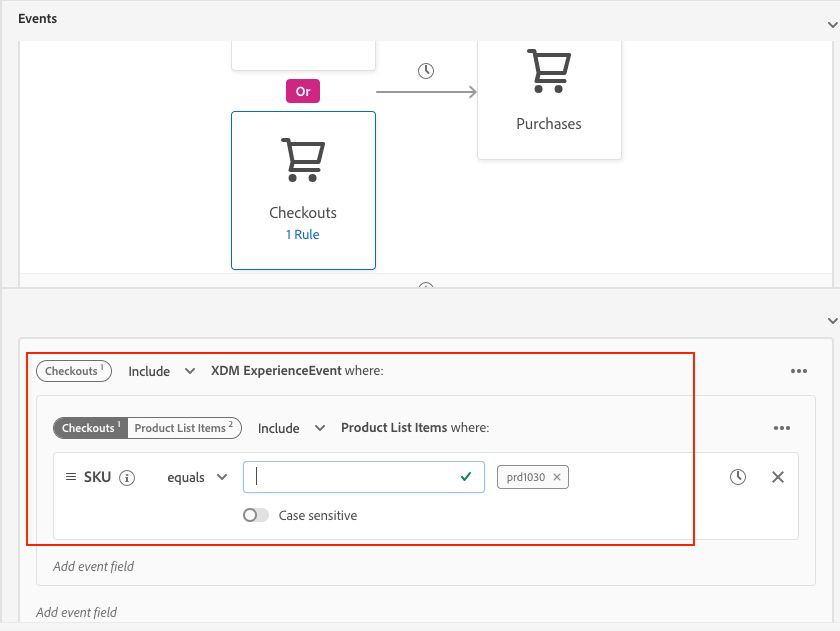 Events
Or
Purchases
Checkouts
1 Rule
Checkouts 1 Include XDM ExperienceEvent where:
Checkouts 1 Product List Items 2 Include Product List Items where:
SKU equals prd1030
Case sensitive
Add event field
Add event field